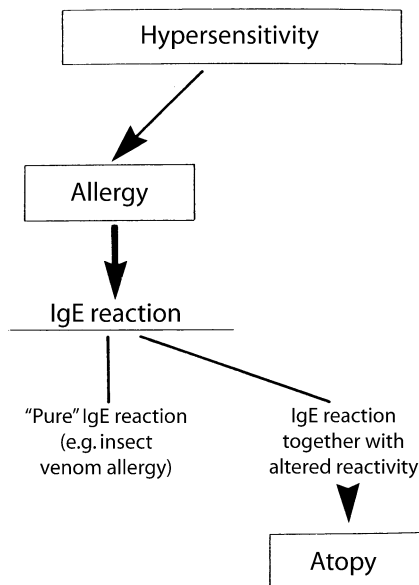 Hypersensitivity
Allergy
IgE reaction
“Pure” IgE reaction
(e.g. insect
venom allergy)
IgE reaction
together with
altered reactivity
Atopy